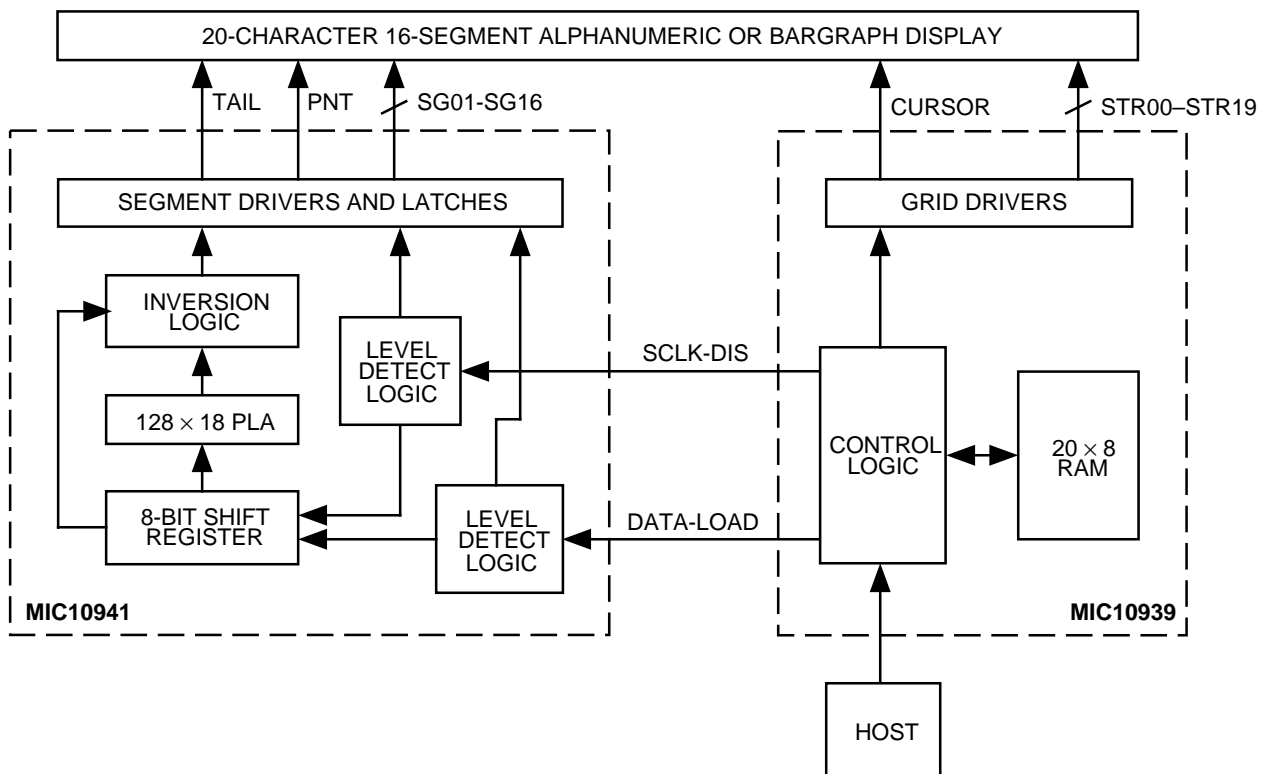 20-CHARACTER 16-SEGMENT ALPHANUMERIC OR BARGRAPH DISPLAY
TAIL
PNT
SG01-SG16
CURSOR
STR00–STR19
SEGMENT DRIVERS AND LATCHES
GRID DRIVERS
INVERSION
LOGIC
LEVEL
DETECT
LOGIC
SCLK-DIS
128 × 18 PLA
CONTROL
LOGIC
20 × 8
RAM
8-BIT SHIFT
REGISTER
LEVEL
DETECT
LOGIC
DATA-LOAD
MIC10941
MIC10939
HOST